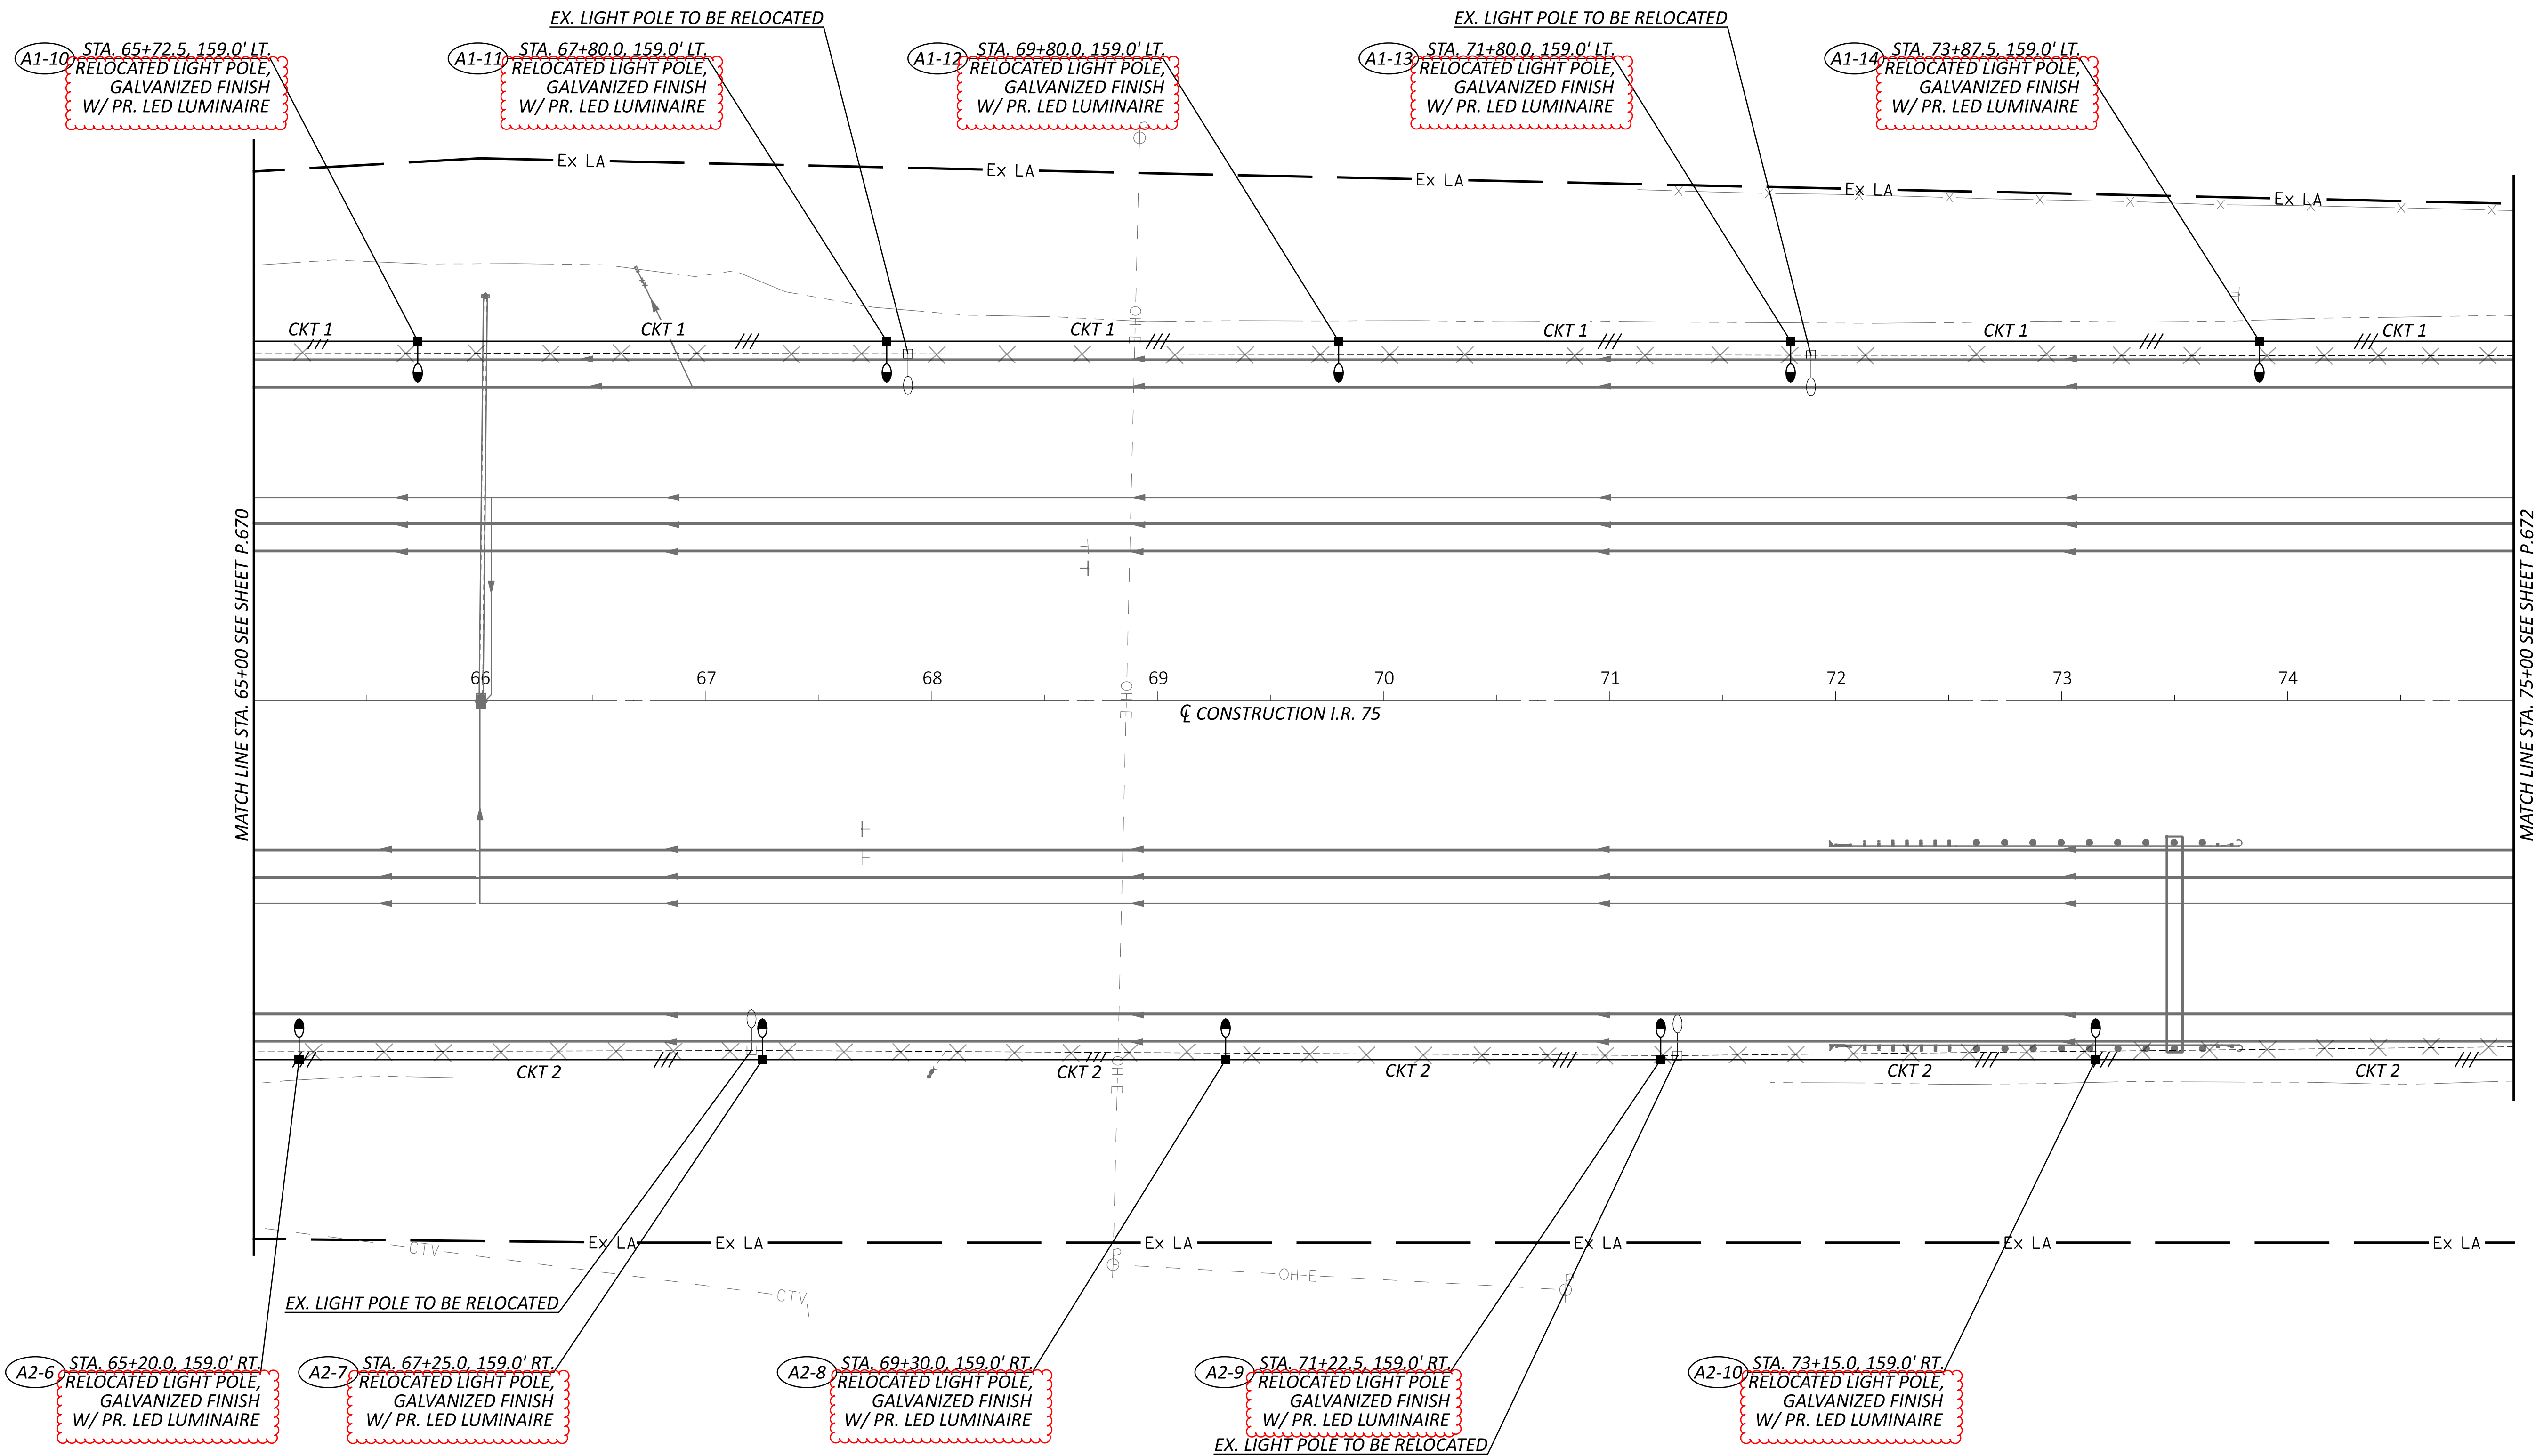 EX. LIGHT POLE TO BE RELOCATED
EX. LIGHT POLE TO BE RELOCATED
A1-10
STA. 65+72.5, 159.0' LT.
RELOCATED LIGHT POLE,
GALVANIZED FINISH
W/ PR. LED LUMINAIRE
A1-11
STA. 67+80.0, 159.0' LT.
RELOCATED LIGHT POLE,
GALVANIZED FINISH
W/ PR. LED LUMINAIRE
A1-12
STA. 69+80.0, 159.0' LT.
RELOCATED LIGHT POLE,
GALVANIZED FINISH
W/ PR. LED LUMINAIRE
A1-13
STA. 71+80.0, 159.0' LT.
RELOCATED LIGHT POLE,
GALVANIZED FINISH
W/ PR. LED LUMINAIRE
A1-14
STA. 73+87.5, 159.0' LT.
RELOCATED LIGHT POLE,
GALVANIZED FINISH
W/ PR. LED LUMINAIRE
P
Ex LA
Ex LA
Ex LA
Ex LA
Ex LA
OH-E
CKT 1
CKT 1
CKT 1
CKT 1
CKT 1
CKT 1
MATCH LINE STA. 65+00 SEE SHEET P.670
MATCH LINE STA. 75+00 SEE SHEET P.672
66
67
68
69
70
71
72
73
74
OH-E
℄ CONSTRUCTION I.R. 75
CKT 2
CKT 2
CKT 2
CKT 2
CKT 2
OH-E
Ex LA
Ex LA
Ex LA
Ex LA
Ex LA
Ex LA
CTV
CTV
P
OH-E
P
EX. LIGHT POLE TO BE RELOCATED
A2-6
STA. 65+20.0, 159.0' RT.
RELOCATED LIGHT POLE,
GALVANIZED FINISH
W/ PR. LED LUMINAIRE
A2-7
STA. 67+25.0, 159.0' RT.
RELOCATED LIGHT POLE,
GALVANIZED FINISH
W/ PR. LED LUMINAIRE
A2-8
STA. 69+30.0, 159.0' RT.
RELOCATED LIGHT POLE,
GALVANIZED FINISH
W/ PR. LED LUMINAIRE
A2-9
STA. 71+22.5, 159.0' RT.
RELOCATED LIGHT POLE
GALVANIZED FINISH
W/ PR. LED LUMINAIRE
EX. LIGHT POLE TO BE RELOCATED
A2-10
STA. 73+15.0, 159.0' RT.
RELOCATED LIGHT POLE,
GALVANIZED FINISH
W/ PR. LED LUMINAIRE